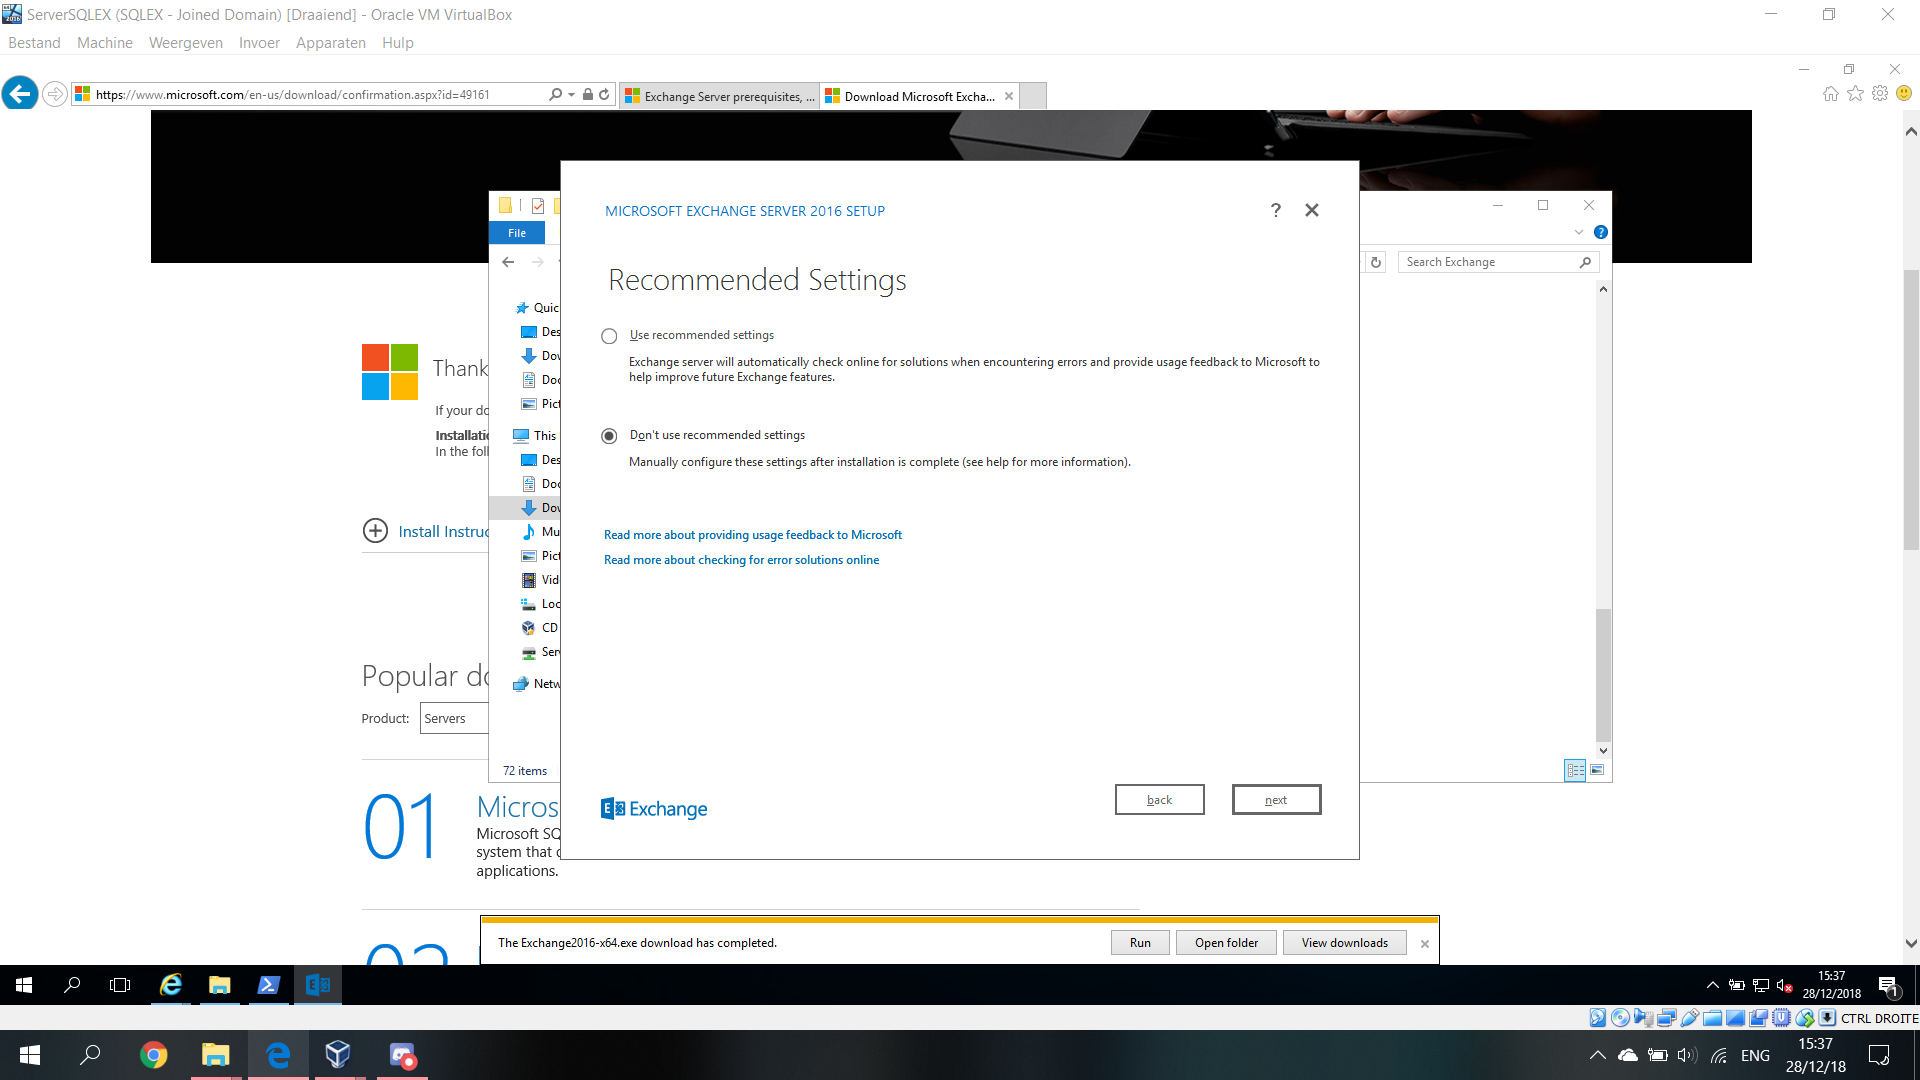 ServerSQLEX (SQLEX - Joined Domain) [Draaiend] - Oracle VM VirtualBox
Bestand Machine Weergeven Invoer Apparaten Hulp
https://www.microsoft.com/en-us/download/confirmation.aspx?id=49161
Exchange Server prerequisites, ...
Download Microsoft Excha...
MICROSOFT EXCHANGE SERVER 2016 SETUP
?
File
Search Exchange
Recommended Settings
Use recommended settings
Exchange server will automatically check online for solutions when encountering errors and provide usage feedback to Microsoft to
help improve future Exchange features.
Don't use recommended settings
Manually configure these settings after installation is complete (see help for more information).
Read more about providing usage feedback to Microsoft
Read more about checking for error solutions online
back
next
Exchange
Quic
Des
Dow
Doc
Pict
This
Des
Doc
Dow
Mu
Pict
Vid
Loc
CD
Ser
Netw
72 items
Thank
If your do
Installatio
In the foll
Install Instruc
Popular do
Product:
Servers
01
Micros
Microsoft SQ
system that c
applications.
02
The Exchange2016-x64.exe download has completed.
Run
Open folder
View downloads
15:37
28/12/2018
1
CTRL DROITE
ENG
15:37
28/12/18